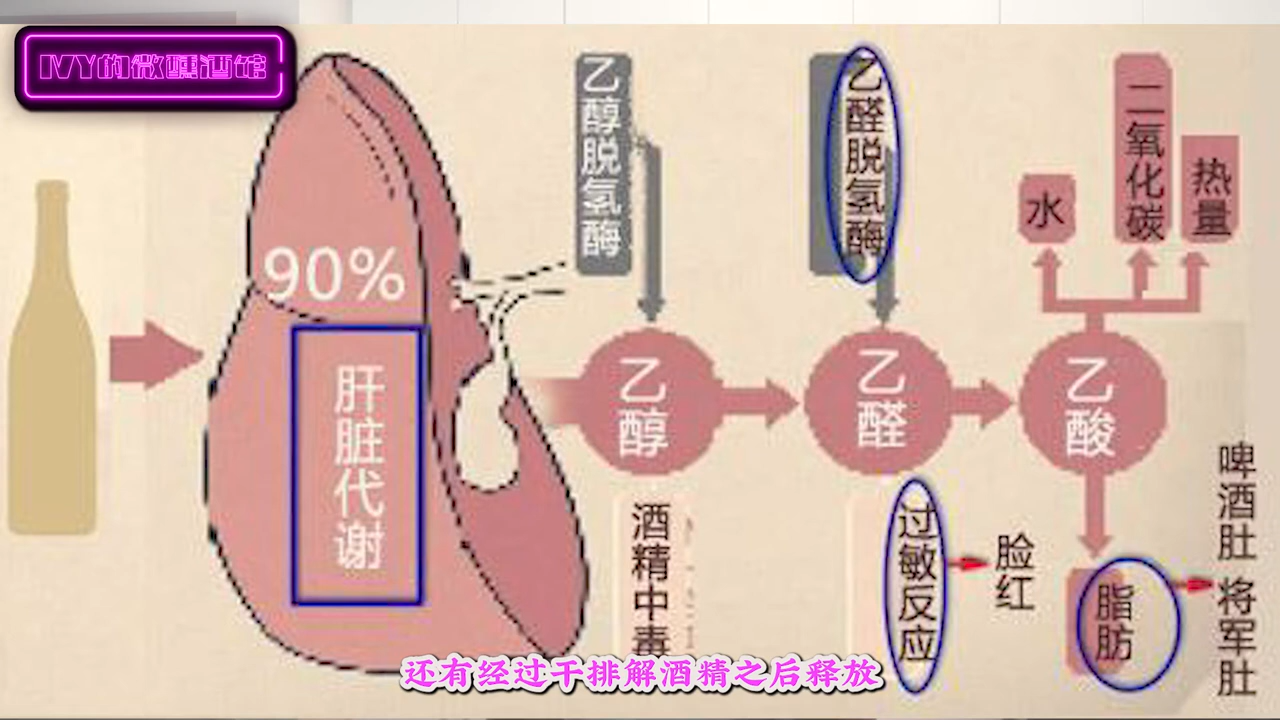 IVY的微醺酒馆
90%
肝脏代谢
乙醇脱氢酶
乙醛脱氢酶
水
二氧化碳
热量
乙醇
乙醛
乙酸
酒精中毒
过敏反应
脸红
脂肪
啤酒肚
将军肚
还有经过干排解酒精之后释放